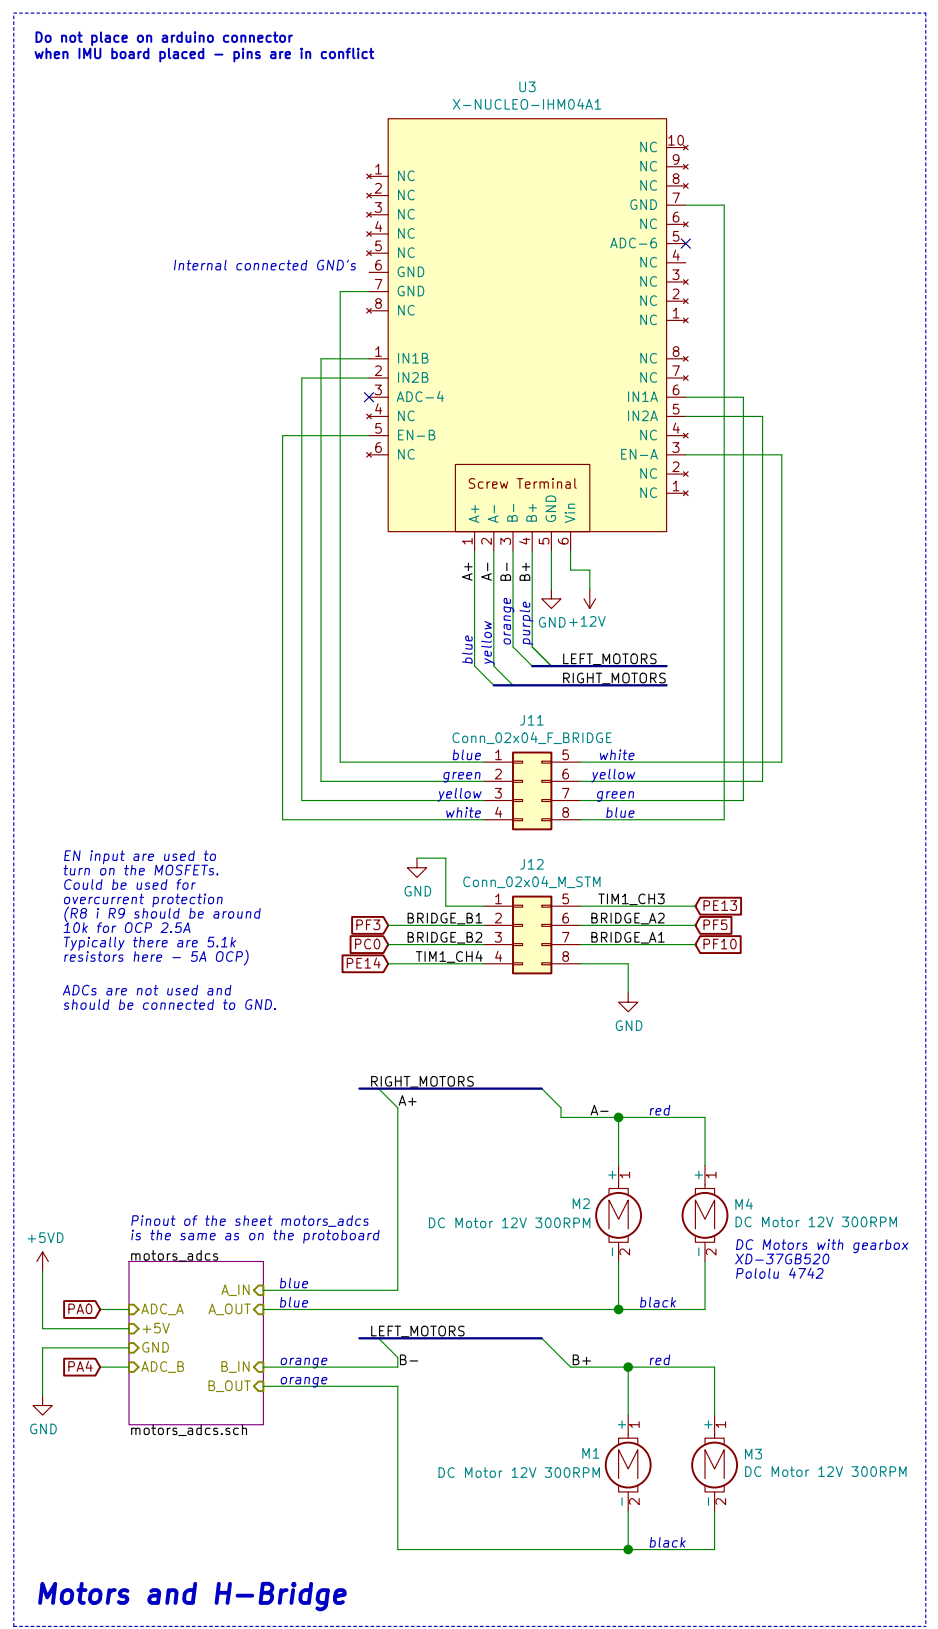 Do not place on arduino connector
when IMU board placed - pins are in conflict
U3
X-NUCLEO-IHM04A1
1 NC
2 NC
3 NC
4 NC
5 NC
6 GND
7 GND
8 NC
Internal connected GND's
1 IN1B
2 IN2B
3 ADC-4
4 NC
5 EN-B
6 NC
NC 10
NC 9
NC 8
GND 7
NC 6
ADC-6 5
NC 4
NC 3
NC 2
NC 1
NC 8
NC 7
IN1A 6
IN2A 5
NC 4
EN-A 3
NC 2
NC 1
Screw Terminal
A+ A- B- B+ GND Vin
1 2 3 4 5 6
A+ A- B- B+
blue yellow orange purple
GND
+12V
LEFT_MOTORS
RIGHT_MOTORS
J11
Conn_02x04_F_BRIDGE
blue 1 5 white
green 2 6 yellow
yellow 3 7 green
white 4 8 blue
EN input are used to
turn on the MOSFETs.
Could be used for
overcurrent protection
(R8 i R9 should be around
10k for OCP 2.5A
Typically there are 5.1k
resistors here - 5A OCP)
ADCs are not used and
should be connected to GND.
GND
J12
Conn_02x04_M_STM
1 5 TIM1_CH3 PE13
PF3 BRIDGE_B1 2 6 BRIDGE_A2 PF5
PC0 BRIDGE_B2 3 7 BRIDGE_A1 PF10
PE14 TIM1_CH4 4 8
GND
RIGHT_MOTORS
A+
A- red
+ 1
M2
DC Motor 12V 300RPM
- 2
+ 1
M4
DC Motor 12V 300RPM
- 2
DC Motors with gearbox
XD-37GB520
Pololu 4742
Pinout of the sheet motors_adcs
is the same as on the protoboard
+5VD
motors_adcs
A_IN blue
PA0 ADC_A A_OUT blue black
+5V
GND
PA4 ADC_B B_IN orange
B_OUT orange
motors_adcs.sch
GND
LEFT_MOTORS
B-
B+ red
+ 1
M1
DC Motor 12V 300RPM
- 2
+ 1
M3
DC Motor 12V 300RPM
- 2
black
Motors and H-Bridge